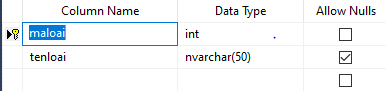 Column Name Data Type Allow Nulls
maloai int
tenloai nvarchar(50)